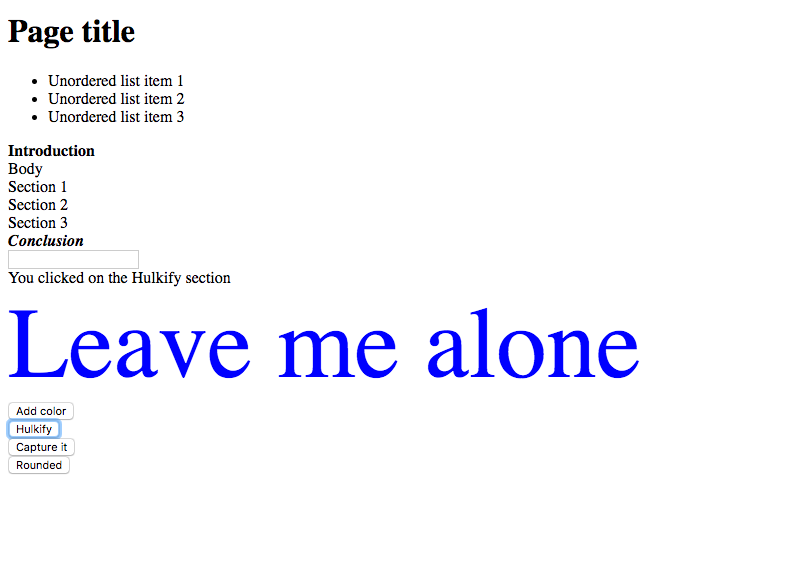 Page title
Unordered list item 1
Unordered list item 2
Unordered list item 3
Introduction
Body
Section 1
Section 2
Section 3
Conclusion
You clicked on the Hulkify section
Leave me alone
Add color
Hulkify
Capture it
Rounded